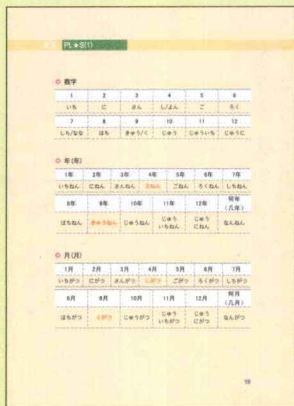 PL★S(1)
数字
1 2 3 4 5 6
いち に さん し/よん ご ろく
7 8 9 10 11 12
しち/なな はち きゅう/く じゅう じゅういち じゅうに
年(年)
1年 2年 3年 4年 5年 6年 7年
いちねん にねん さんねん よねん ごねん ろくねん しちねん
8年 9年 10年 11年 12年 何年(几年)
はちねん きゅうねん じゅうねん じゅういちねん じゅうにねん なんねん
月(月)
1月 2月 3月 4月 5月 6月 7月
いちがつ にがつ さんがつ しがつ ごがつ ろくがつ しちがつ
8月 9月 10月 11月 12月 何月(几月)
はちがつ くがつ じゅうがつ じゅういちがつ じゅうにがつ なんがつ